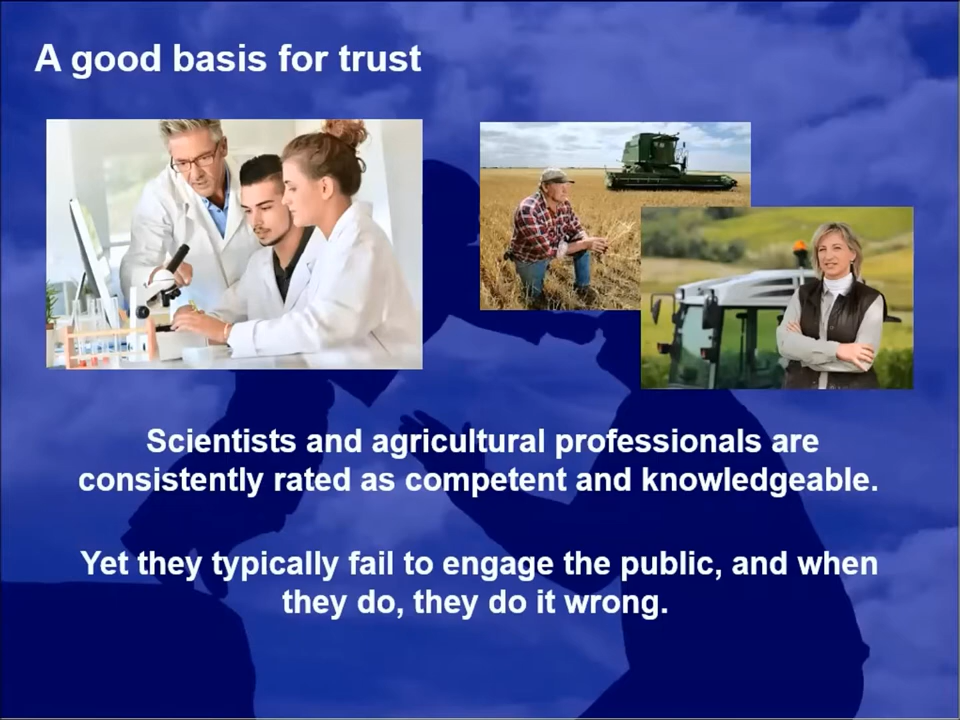 A good basis for trust
Scientists and agricultural professionals are
consistently rated as competent and knowledgeable.
Yet they typically fail to engage the public, and when
they do, they do it wrong.